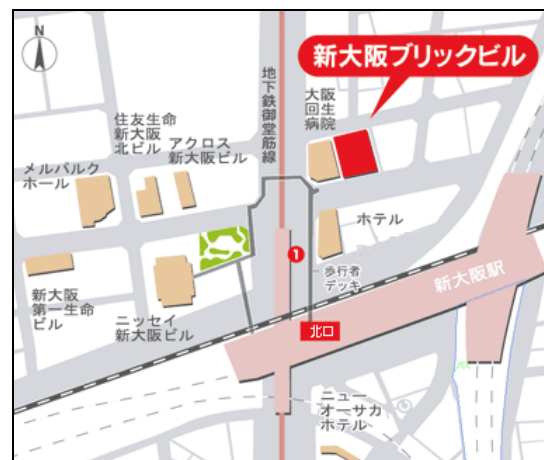 N
新大阪ブリックビル
地下鉄御堂筋線
大阪
回生
病院
住友生命
新大阪
北ビル
アクロス
新大阪ビル
メルパルク
ホール
ホテル
1
歩行者
デッキ
新大阪駅
新大阪
第一生命
ビル
ニッセイ
新大阪ビル
北口
ニュー
オーサカ
ホテル